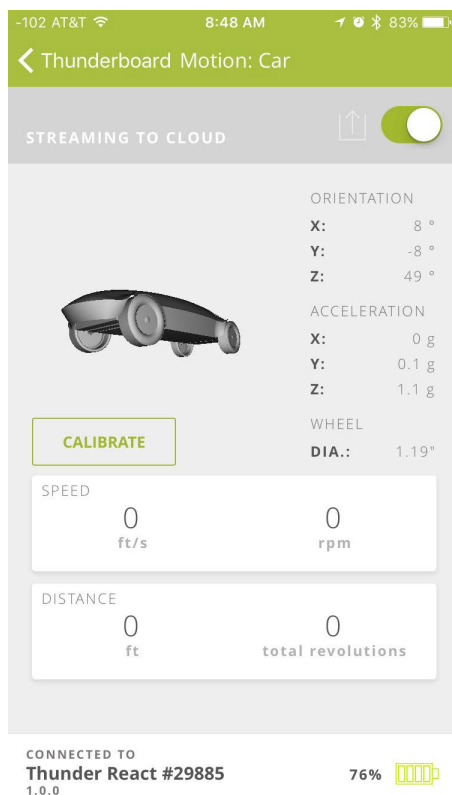 -102 AT&T 8:48 AM 83%
Thunderboard Motion: Car
STREAMING TO CLOUD
ORIENTATION
X: 8 °
Y: -8 °
Z: 49 °
ACCELERATION
X: 0 g
Y: 0.1 g
Z: 1.1 g
WHEEL
DIA.: 1.19"
CALIBRATE
SPEED
0 0
ft/s rpm
DISTANCE
0 0
ft total revolutions
CONNECTED TO
Thunder React #29885 76%
1.0.0